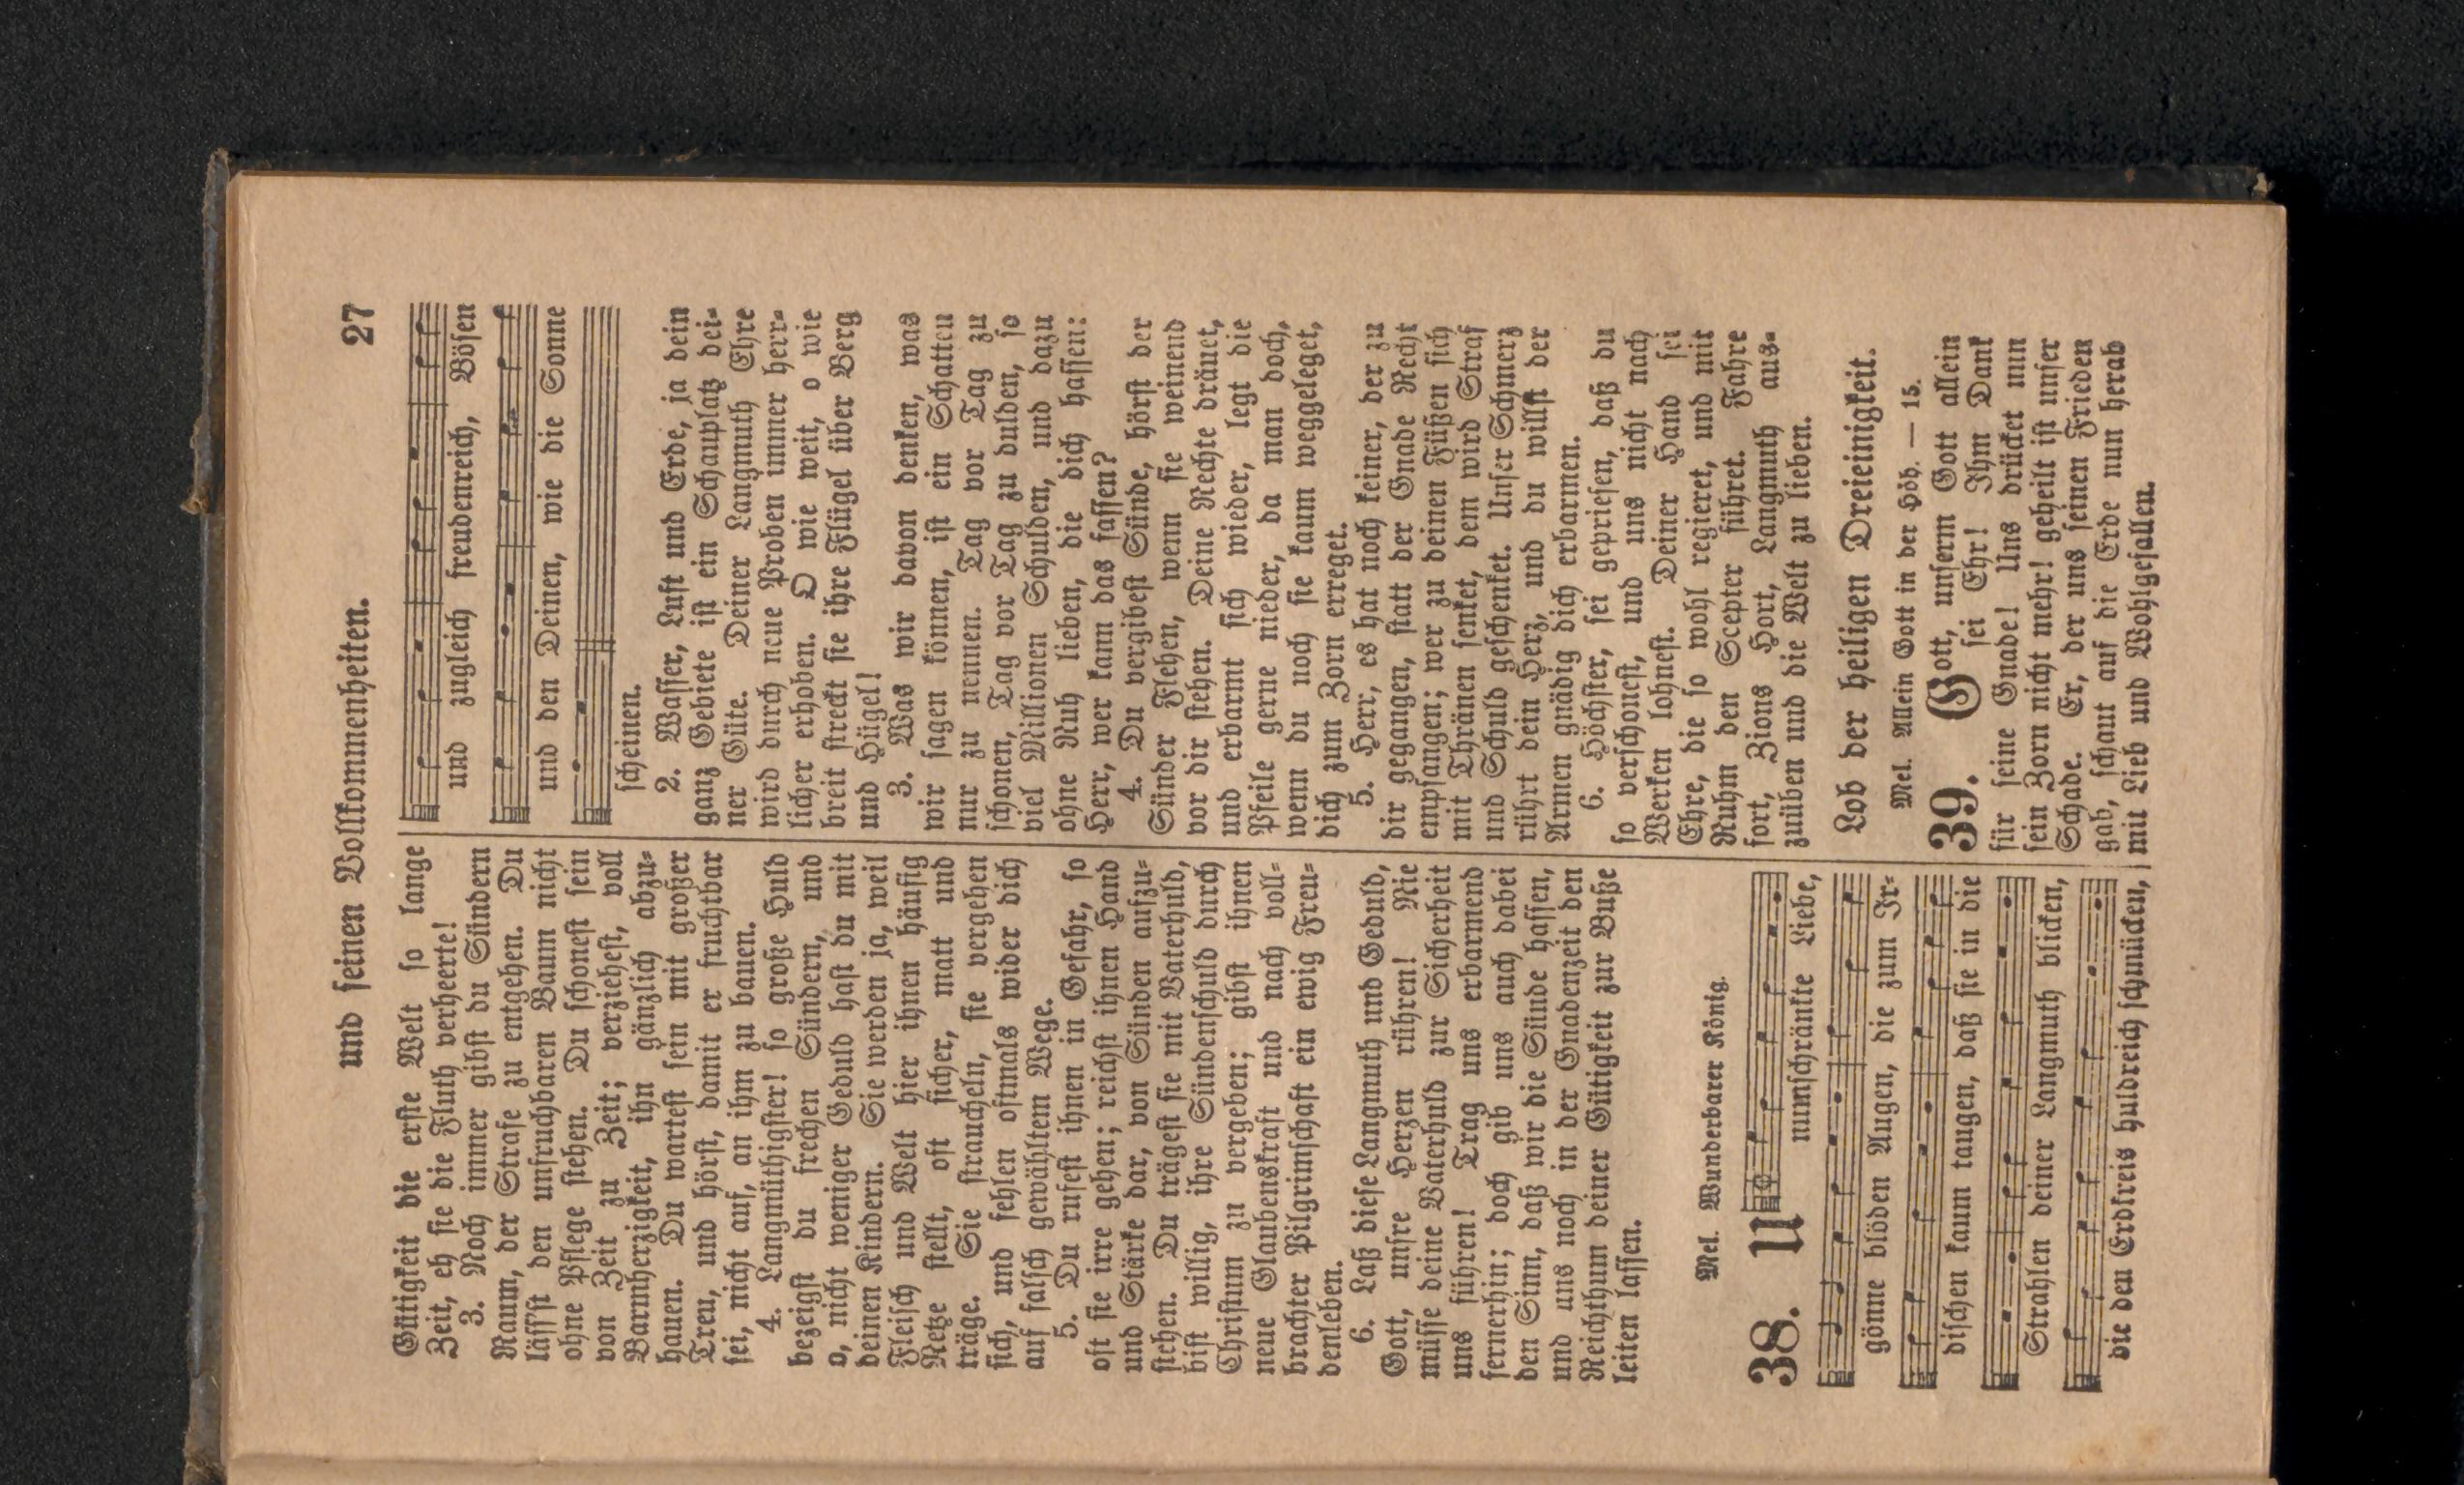 und seinen Vollkommenheiten. 27
Gütigkeit die erste Welt so lange
Zeit, eh sie die Fluth verheerte!
3. Noch immer gibst du Sündern
Raum, der Strafe zu entgehen. Du
läss'st den unfruchbaren Baum nicht
ohne Pflege stehen. Du schonest sein
von Zeit zu Zeit; verziehest, voll
Barmherzigkeit, ihn gänzlich abzu-
hauen. Du wartest sein mit großer
Treu, und hörst, damit er fruchtbar
sei, nicht auf, an ihm zu bauen.
4. Langmüthigster! so große Huld
bezeigst du frechen Sündern, und
o, nicht weniger Geduld hast du mit
deinen Kindern. Sie werden ja, weil
Fleisch und Welt hier ihnen häufig
Netze stellt, oft sicher, matt und
träge. Sie straucheln, sie vergehen
sich, und fehlen oftmals wider dich
auf falsch gewähltem Wege.
5. Du rufest ihnen in Gefahr, so
oft sie irre gehen; reichst ihnen Hand
und Stärke dar, von Sünden aufzu-
stehen. Du trägest sie mit Vaterhuld,
bist willig, ihre Sündenschuld durch
Christum zu vergeben; gibst ihnen
neue Glaubenskraft und nach voll-
brachter Pilgrimschaft ein ewig Freu-
denleben.
6. Laß diese Langmuth und Geduld,
Gott, unsre Herzen rühren! Nie
müsse deine Vaterhuld zur Sicherheit
uns führen! Trag uns erbarmend
fernerhin; doch gib uns auch dabei
den Sinn, daß wir die Sünde hassen,
und uns noch in der Gnadenzeit den
Reichthum deiner Gütigkeit zur Buße
leiten lassen.
Mel. Wunderbarer König.
38. Unumschränkte Liebe,
gönne blöden Augen, die zum Ir-
dischen kaum taugen, daß sie in die
Strahlen deiner Langmuth blicken,
die den Erdkreis huldreich schmücken,
und zugleich freudenreich, Bösen
und den Deinen, wie die Sonne
scheinen.
2. Wasser, Luft und Erde, ja dein
ganz Gebiete ist ein Schauplatz dei-
ner Güte. Deiner Langmuth Ehre
wird durch neue Proben immer herr-
licher erhoben. O wie weit, o wie
breit streckt sie ihre Flügel über Berg
und Hügel!
3. Was wir davon denken, was
wir sagen können, ist ein Schatten
nur zu nennen. Tag vor Tag zu
schonen, Tag vor Tag zu dulden, so
viel Millionen Schulden, und dazu
ohne Ruh lieben, die dich hassen:
Herr, wer kann das fassen?
4. Du vergibest Sünde, hörst der
Sünder Flehen, wenn sie weinend
vor dir stehen. Deine Rechte dräuet,
und erbarmt sich wieder, legt die
Pfeile gerne nieder, da man doch,
wenn du noch sie kaum weggeleget,
dich zum Zorn erreget.
5. Herr, es hat noch keiner, der zu
dir gegangen, statt der Gnade Recht
empfangen; wer zu deinen Füßen sich
mit Thränen senket, dem wird Straf
und Schuld geschenket. Unser Schmerz
rührt dein Herz, und du willst der
Armen gnädig dich erbarmen.
6. Höchster, sei gepriesen, daß du
so verschonest, und uns nicht nach
Werken lohnest. Deiner Hand sei
Ehre, die so wohl regieret, und mit
Ruhm den Scepter führet. Fahre
fort, Zions Hort, Langmuth aus-
zuüben und die Welt zu lieben.
Lob der heiligen Dreieinigkeit.
Mel. Allein Gott in der Höh. — 15.
39. Gott, unserm Gott allein
sei Ehr! Ihm Dank
für seine Gnade! Uns drücket nun
sein Zorn nicht mehr! geheilt ist unser
Schade. Er, der uns seinen Frieden
gab, schaut auf die Erde nun herab
mit Lieb und Wohlgefallen.